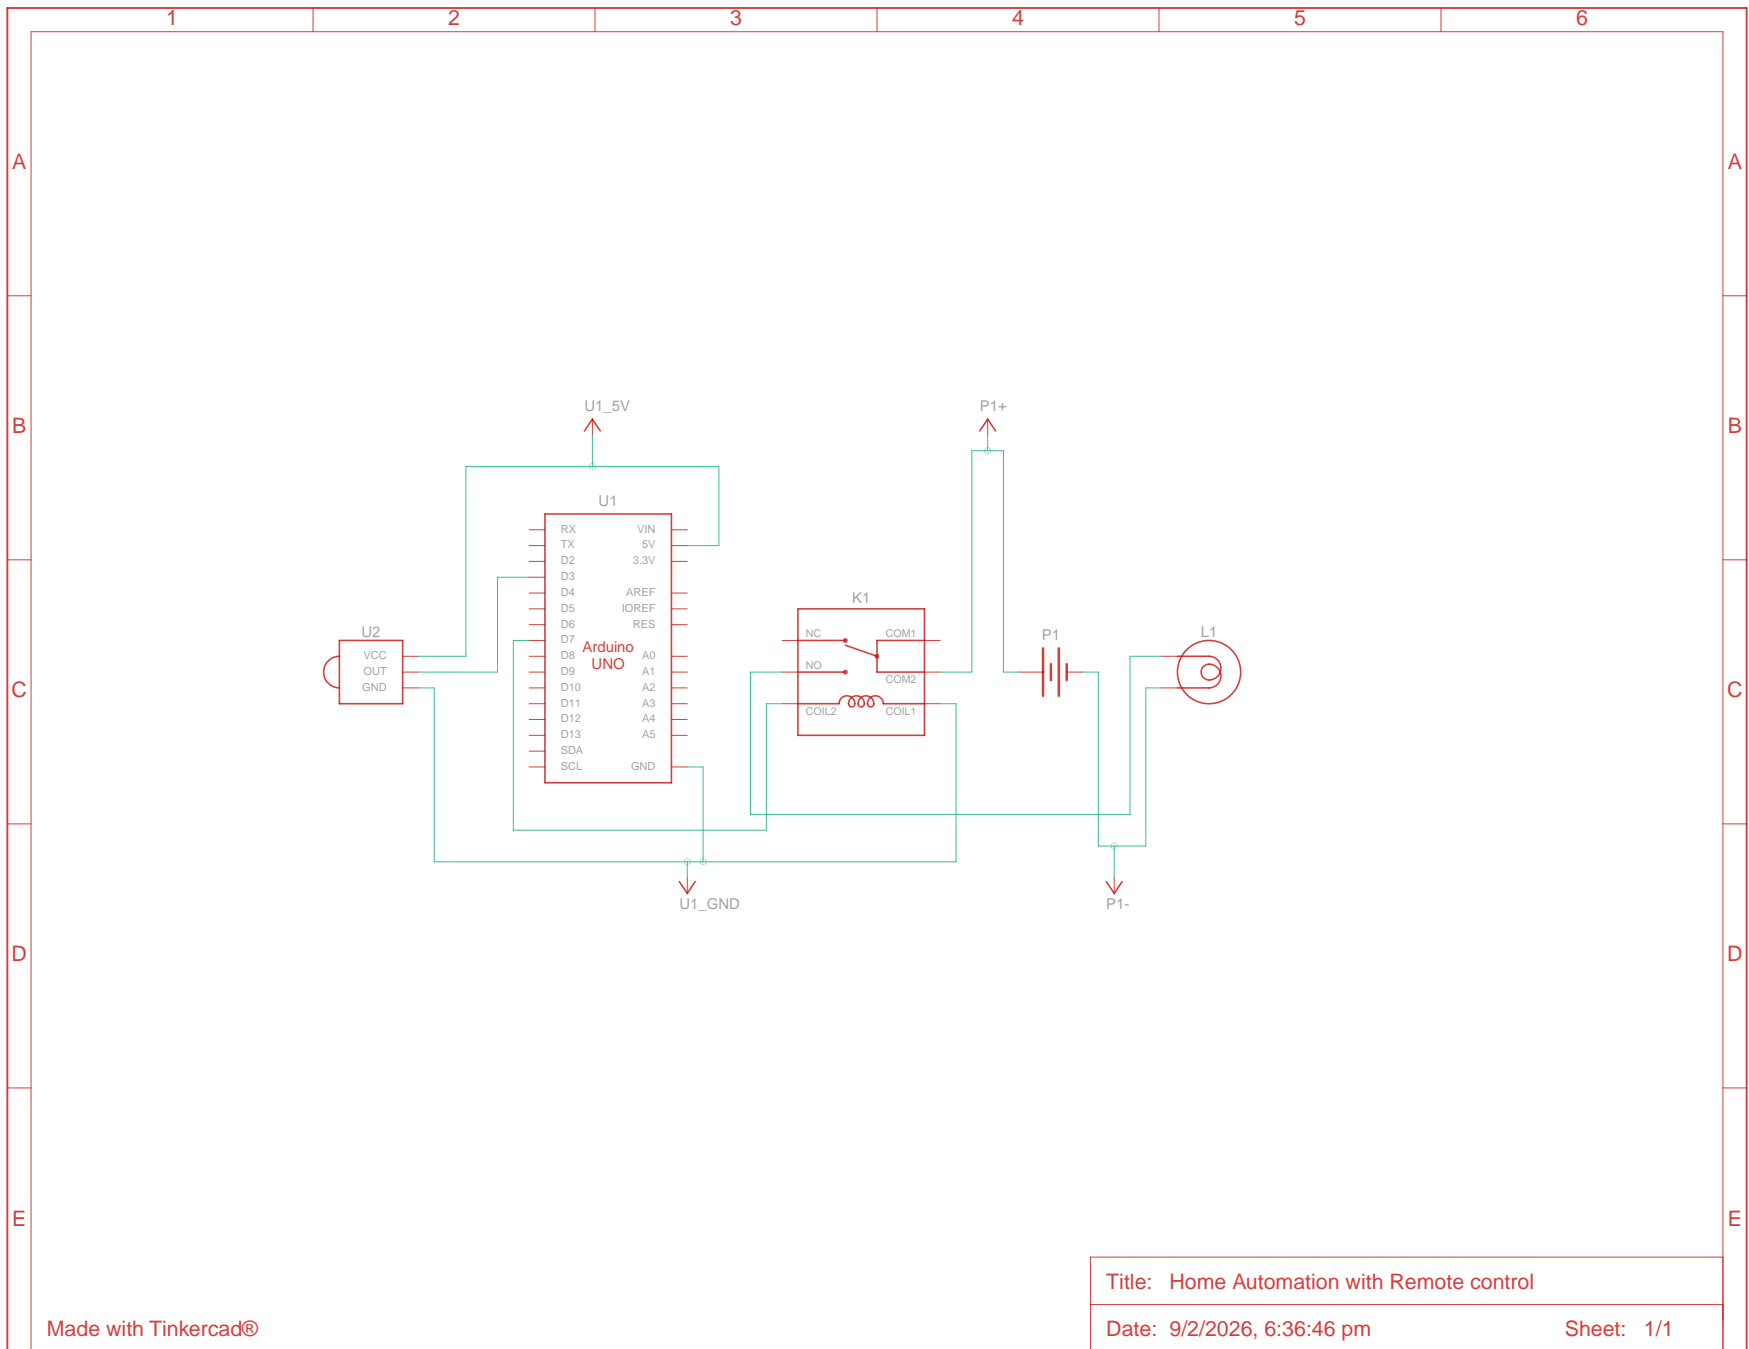 1 2 3 4 5 6
A A
B B
U1_5V P1+
U1
RX VIN
TX 5V
D2 3.3V
D3
D4 AREF
D5 IOREF
D6 RES
D7
Arduino
UNO
D8 A0
D9 A1
D10 A2
D11 A3
D12 A4
D13 A5
SDA
SCL GND
U2
VCC
OUT
GND
K1
NC COM1
NO COM2
COIL2 COIL1
P1
L1
C C
U1_GND P1-
D D
E E
Title: Home Automation with Remote control
Made with Tinkercad®
Date: 9/2/2026, 6:36:46 pm Sheet: 1/1